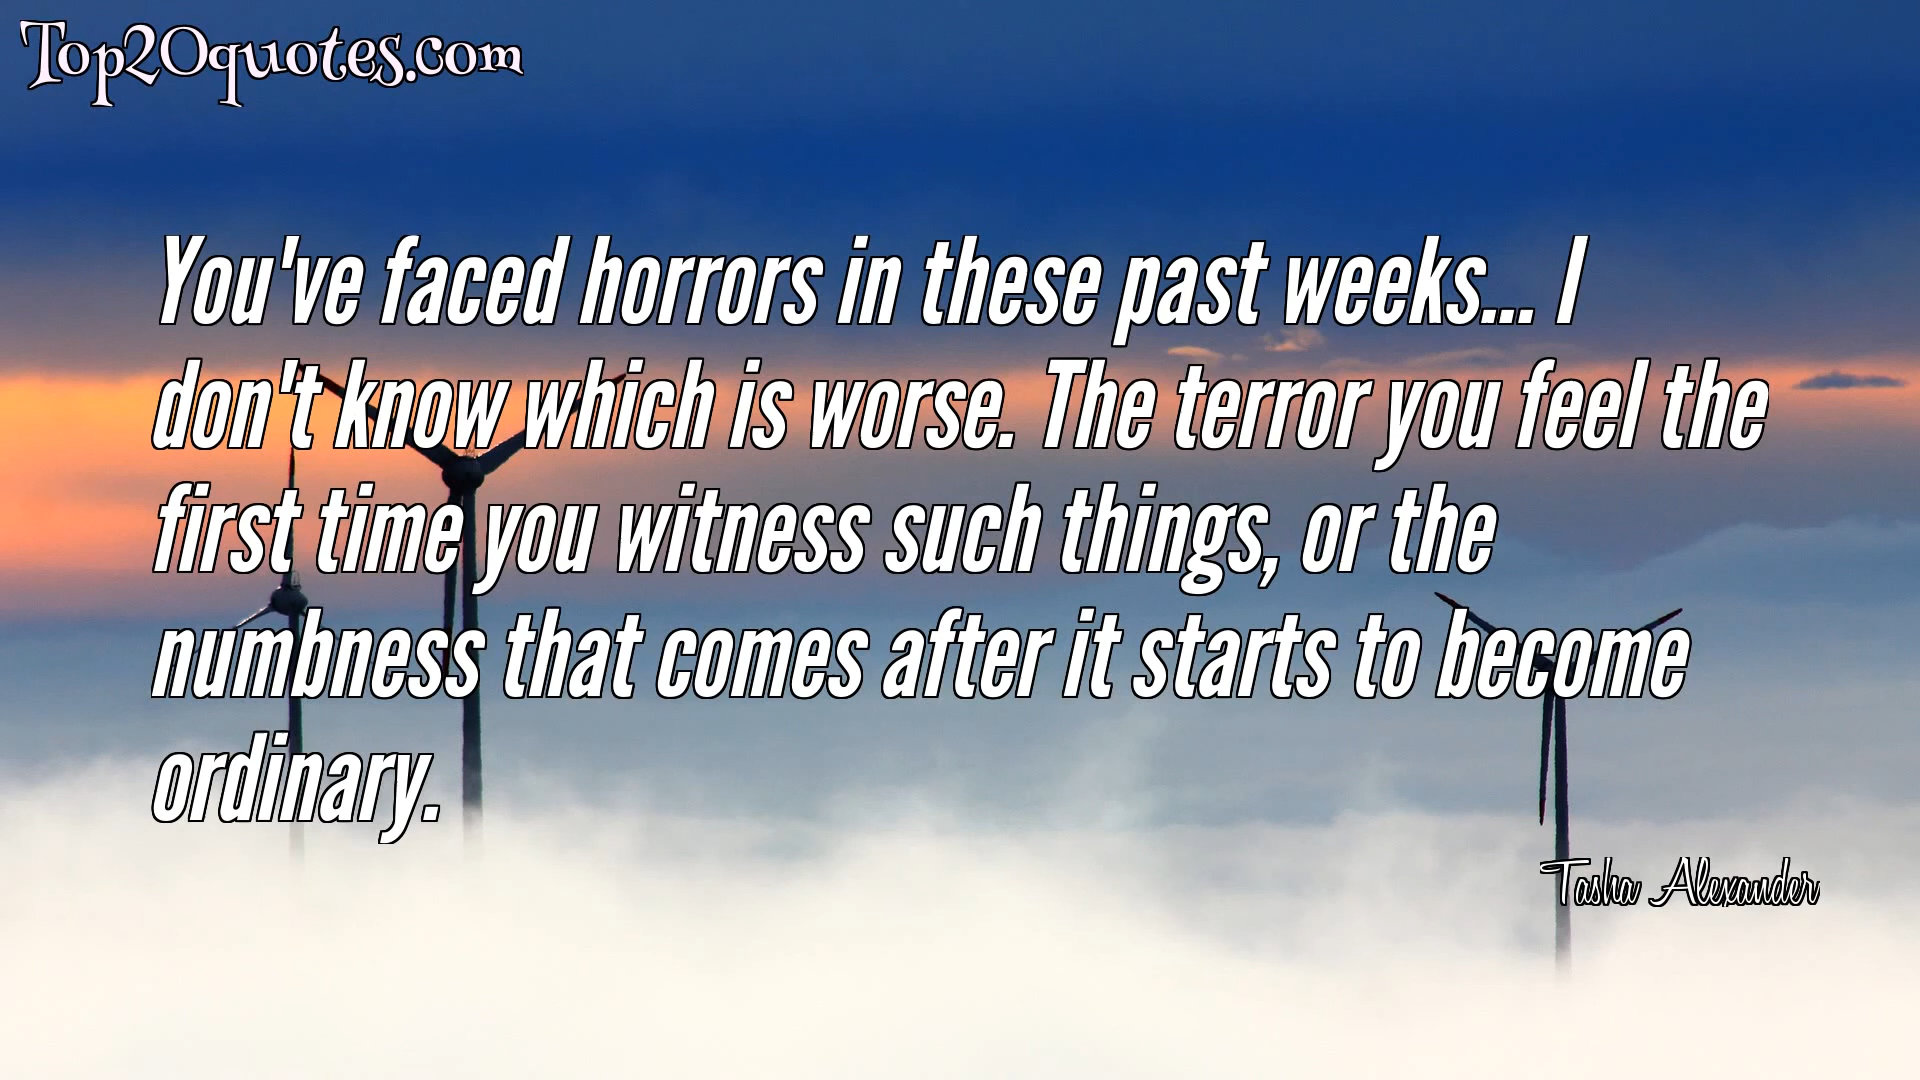 Top20quotes.com
You've faced horrors in these past weeks... I
don't know which is worse. The terror you feel the
first time you witness such things, or the
numbness that comes after it starts to become
ordinary.
Tasha Alexander